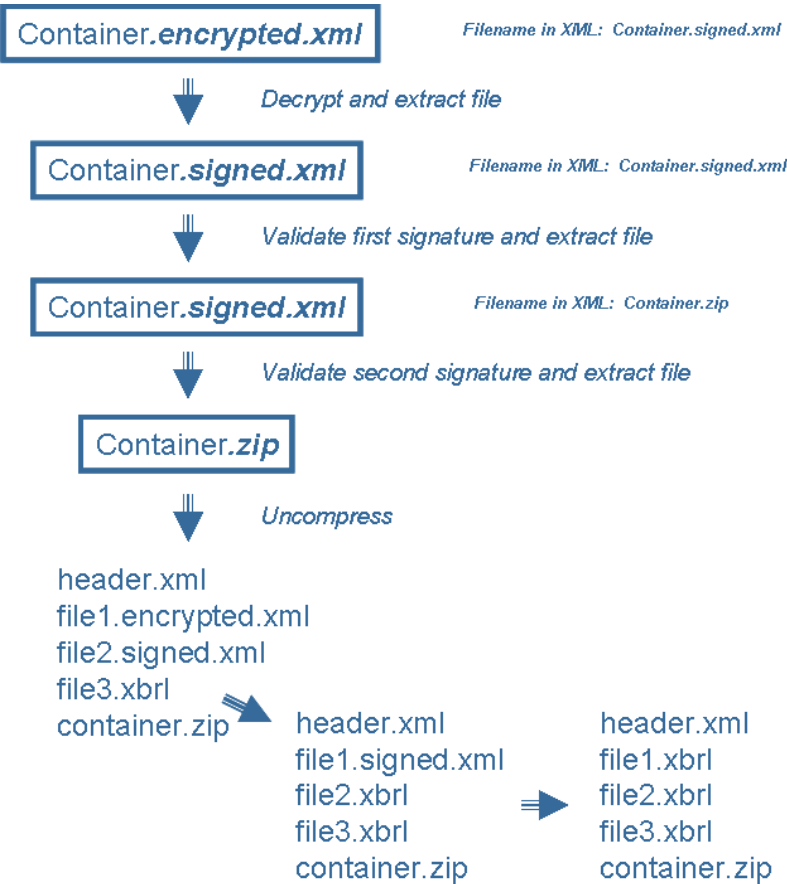 Container.encrypted.xml
Filename in XML: Container.signed.xml
Decrypt and extract file
Container.signed.xml
Filename in XML: Container.signed.xml
Validate first signature and extract file
Container.signed.xml
Filename in XML: Container.zip
Validate second signature and extract file
Container.zip
Uncompress
header.xml
file1.encrypted.xml
file2.signed.xml
file3.xbrl
container.zip
header.xml
file1.signed.xml
file2.xbrl
file3.xbrl
container.zip
header.xml
file1.xbrl
file2.xbrl
file3.xbrl
container.zip